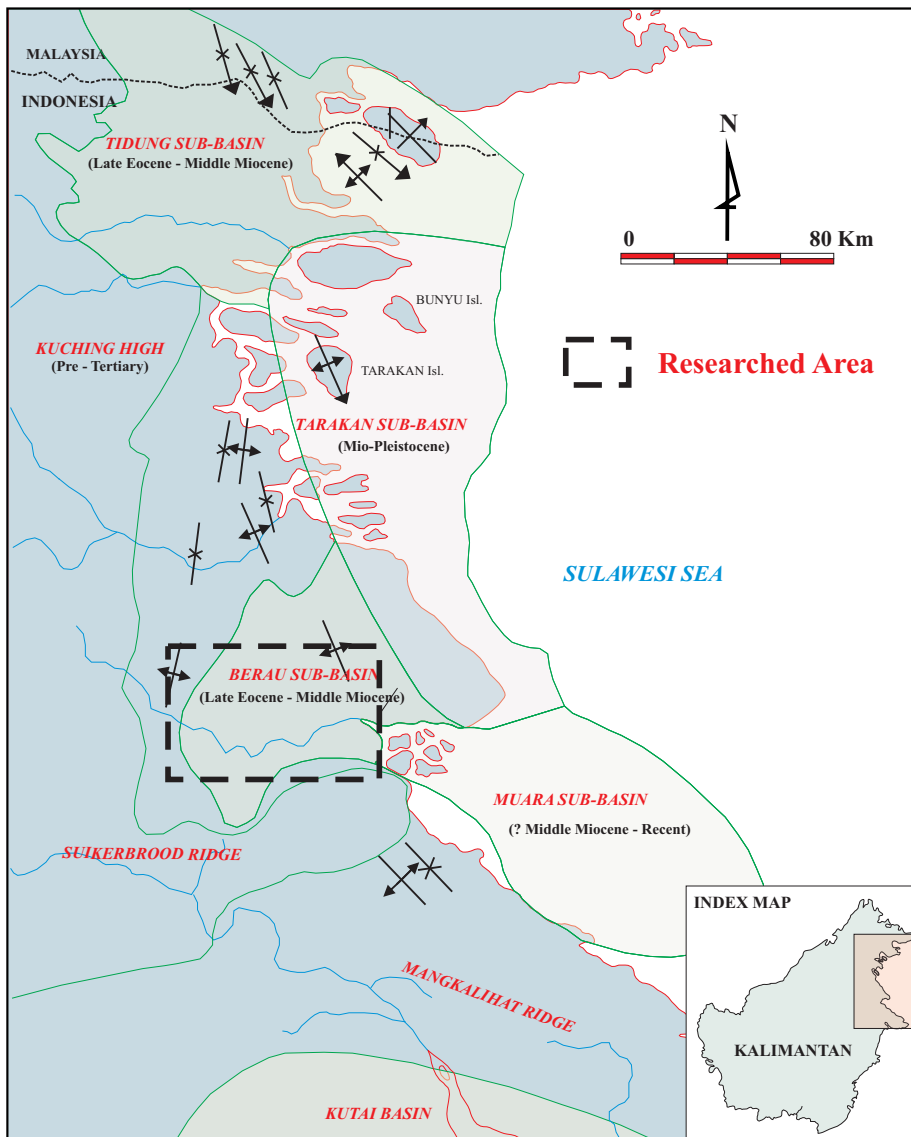 MALAYSIA
INDONESIA
TIDUNG SUB-BASIN
(Late Eocene - Middle Miocene)
N
0 80 Km
BUNYU Isl.
KUCHING HIGH
(Pre - Tertiary)
Researched Area
TARAKAN Isl.
TARAKAN SUB-BASIN
(Mio-Pleistocene)
SULAWESI SEA
BERAU SUB-BASIN
(Late Eocene - Middle Miocene)
MUARA SUB-BASIN
(? Middle Miocene - Recent)
SUIKERBROOD RIDGE
INDEX MAP
MANGKALIHAT RIDGE
KALIMANTAN
KUTAI BASIN